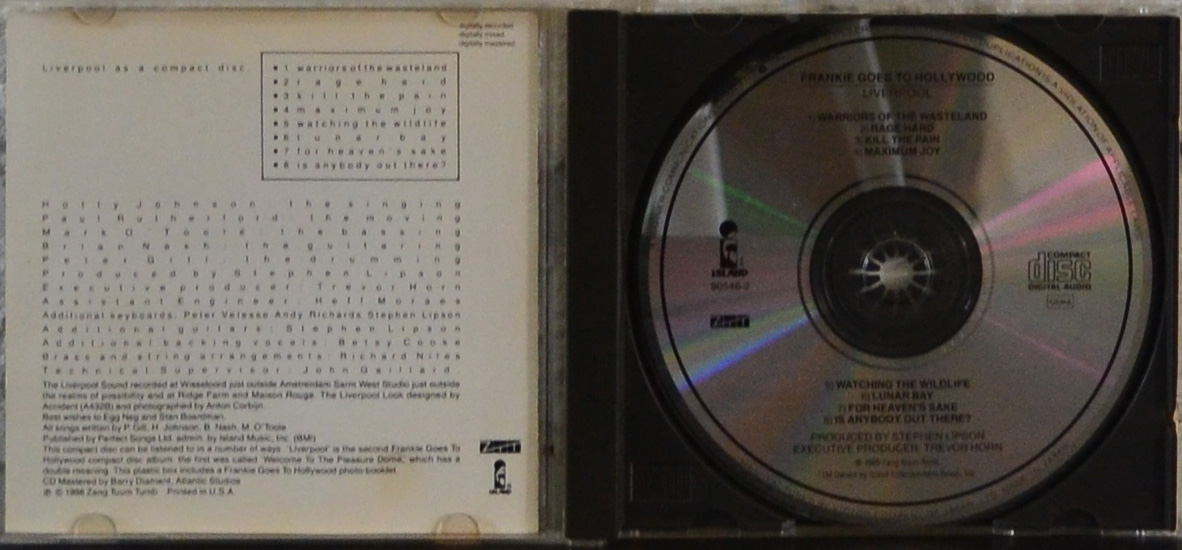 digitally recorded
digitally mixed
digitally mastered
Liverpool as a compact disc
1 warriors of the wasteland
2 rage hard
3 kill the pain
4 maximum joy
5 watching the wildlife
6 lunar bay
7 for heaven's sake
8 is anybody out there?
Holly Johnson: the singing
Paul Rutherford: the moving
Mark O'Toole: the bassing
Brian Nash: the guitaring
Peter Gill: the drumming
Produced by Stephen Lipson
Executive producer: Trevor Horn
Assistant Engineer: Heff Moraes
Additional keyboards: Peter Vetesse Andy Richards Stephen Lipson
Additional guitars: Stephen Lipson
Additional backing vocals: Betsy Cooke
Brass and string arrangements: Richard Niles
Technical Supervisor: John Gaillard
The Liverpool Sound recorded at Wisseloord just outside Amsterdam; Sarm West Studio just outside
the realms of possibility and at Ridge Farm and Maison Rouge. The Liverpool Look designed by
Accident (A4320) and photographed by Anton Corbijn.
Best wishes to Egg Neg and Stan Boardman.
All songs written by P. Gill, H. Johnson, B. Nash, M. O'Toole
Published by Perfect Songs Ltd. admin. by Island Music, Inc. (BMI)
This compact disc can be listened to in a number of ways. 'Liverpool' is the second Frankie Goes To
Hollywood compact disc album: the first was called 'Welcome To The Pleasure Dome,' which has a
double meaning. This plastic box includes a Frankie Goes To Hollywood photo-booklet.
CD Mastered by Barry Diament, Atlantic Studios
℗ © 1986 Zang Tuum Tumb Printed in U.S.A.
ZTT
ISLAND
FRANKIE GOES TO HOLLYWOOD
LIVERPOOL
1) WARRIORS OF THE WASTELAND
2) RAGE HARD
3) KILL THE PAIN
4) MAXIMUM JOY
ISLAND
90546-2
ZTT
COMPACT
disc
DIGITAL AUDIO
5) WATCHING THE WILDLIFE
6) LUNAR BAY
7) FOR HEAVEN'S SAKE
8) IS ANYBODY OUT THERE?
PRODUCED BY STEPHEN LIPSON
EXECUTIVE PRODUCER: TREVOR HORN
℗ 1986 Zang Tuum Tumb